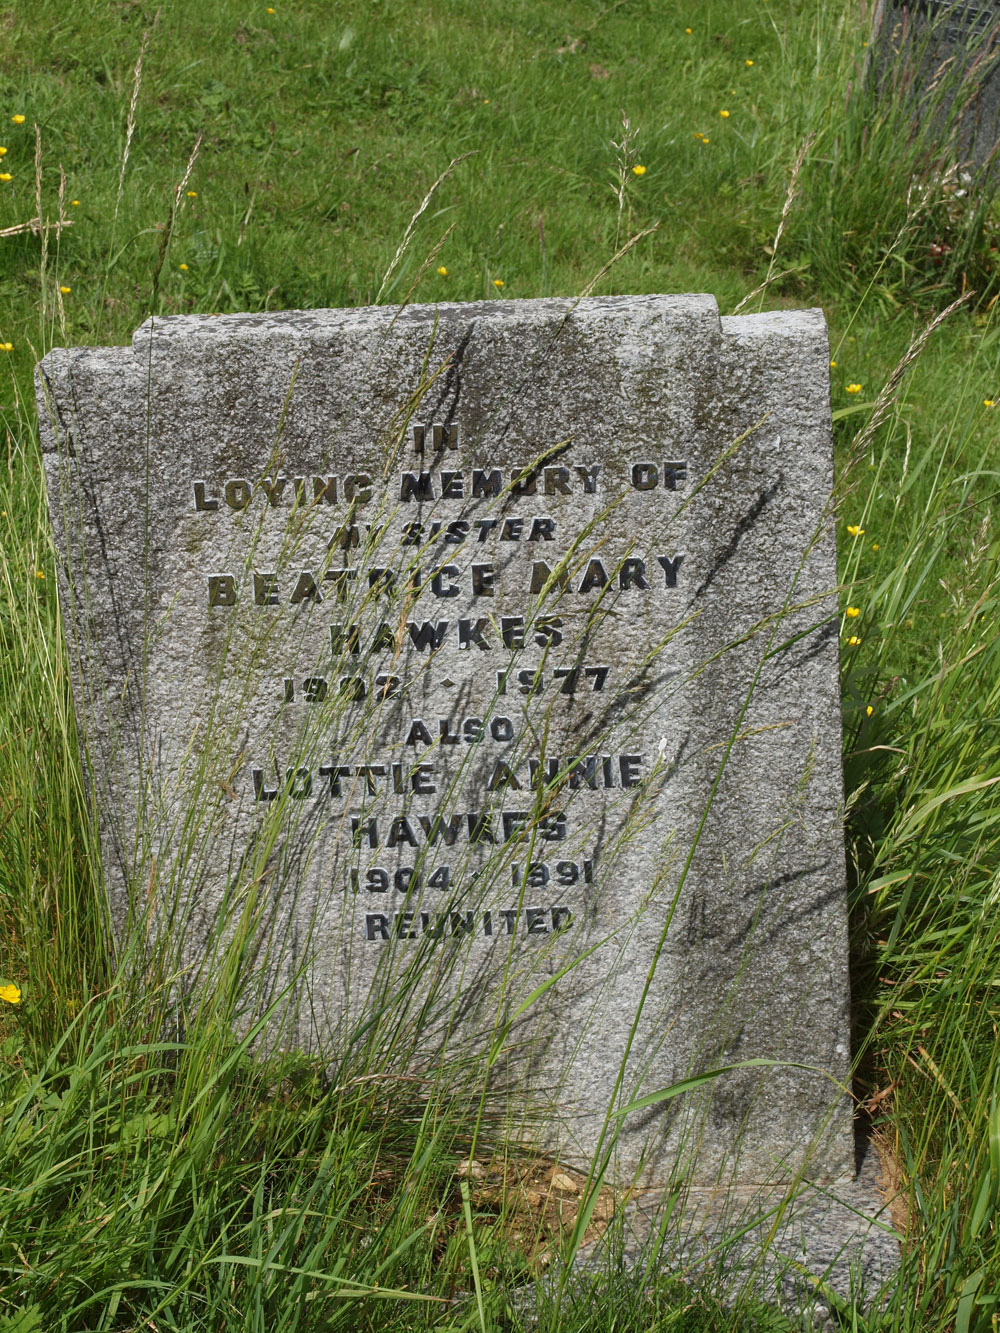 IN
LOVING MEMORY OF
MY SISTER
BEATRICE MARY
HAWKES
1902 · 1977
ALSO
LOTTIE ANNIE
HAWKES
1904 · 1991
REUNITED